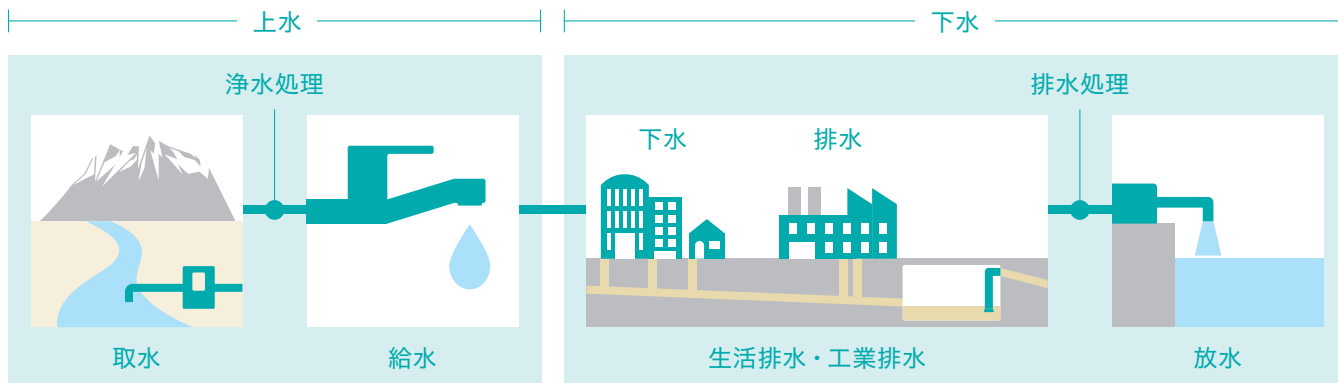 上水
下水
浄水処理
排水処理
下水
排水
取水
給水
生活排水・工業排水
放水